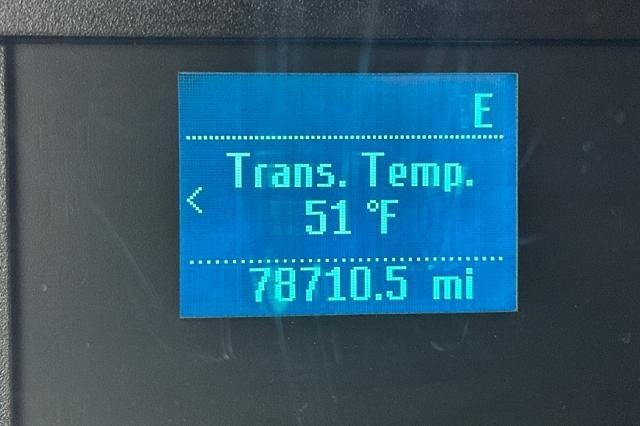 E
Trans. Temp.
< 51 °F
78710.5 mi